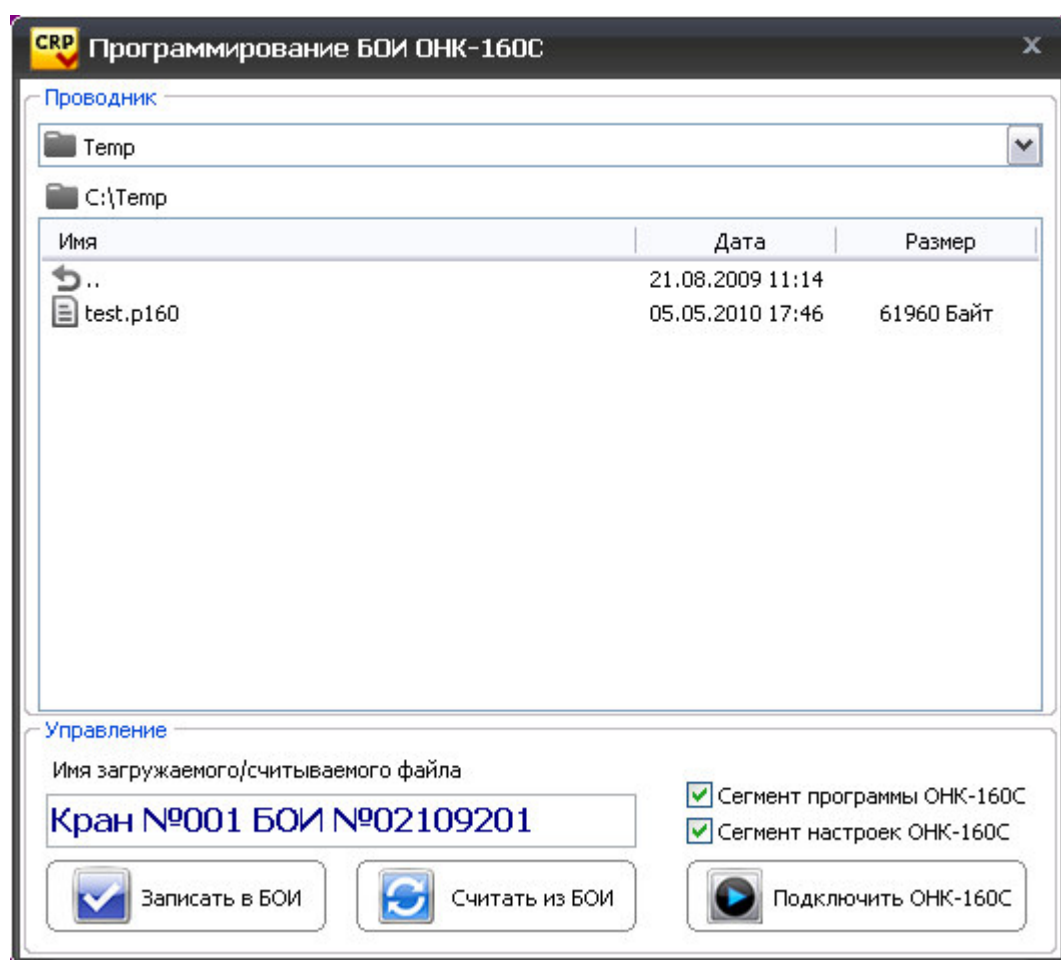 CRP Программирование БОИ ОНК-160С x
Проводник
Temp
C:\Temp
Имя Дата Размер
.. 21.08.2009 11:14
test.p160 05.05.2010 17:46 61960 Байт
Управление
Имя загружаемого/считываемого файла
Кран №001 БОИ №02109201
Сегмент программы ОНК-160С
Сегмент настроек ОНК-160С
Записать в БОИ Считать из БОИ Подключить ОНК-160С